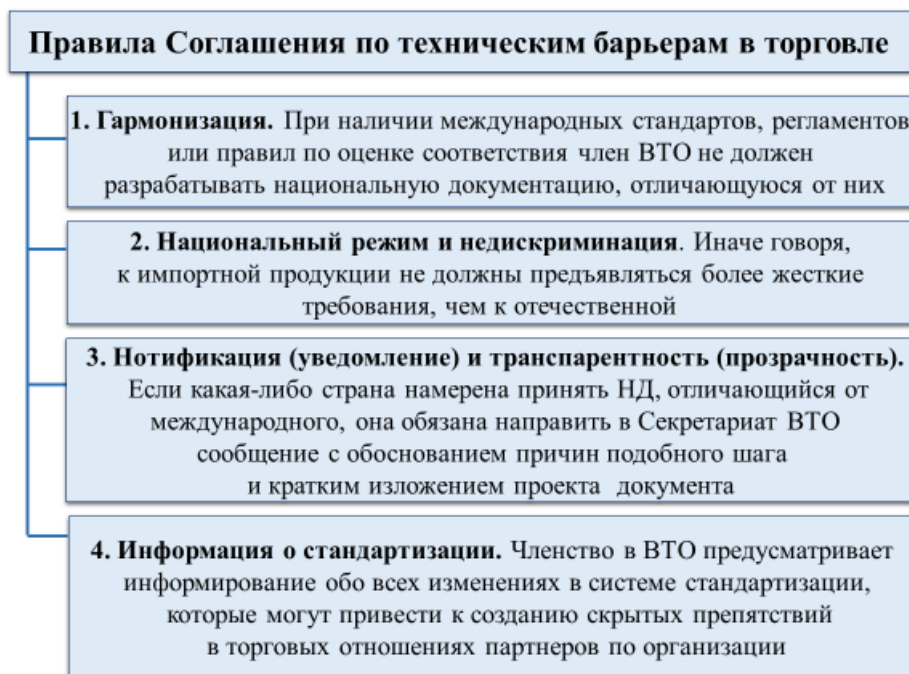 Правила Соглашения по техническим барьерам в торговле
1. Гармонизация. При наличии международных стандартов, регламентов
или правил по оценке соответствия член ВТО не должен
разрабатывать национальную документацию, отличающуюся от них
2. Национальный режим и недискриминация. Иначе говоря,
к импортной продукции не должны предъявляться более жесткие
требования, чем к отечественной
3. Нотификация (уведомление) и транспарентность (прозрачность).
Если какая-либо страна намерена принять НД, отличающийся от
международного, она обязана направить в Секретариат ВТО
сообщение с обоснованием причин подобного шага
и кратким изложением проекта документа
4. Информация о стандартизации. Членство в ВТО предусматривает
информирование обо всех изменениях в системе стандартизации,
которые могут привести к созданию скрытых препятствий
в торговых отношениях партнеров по организации